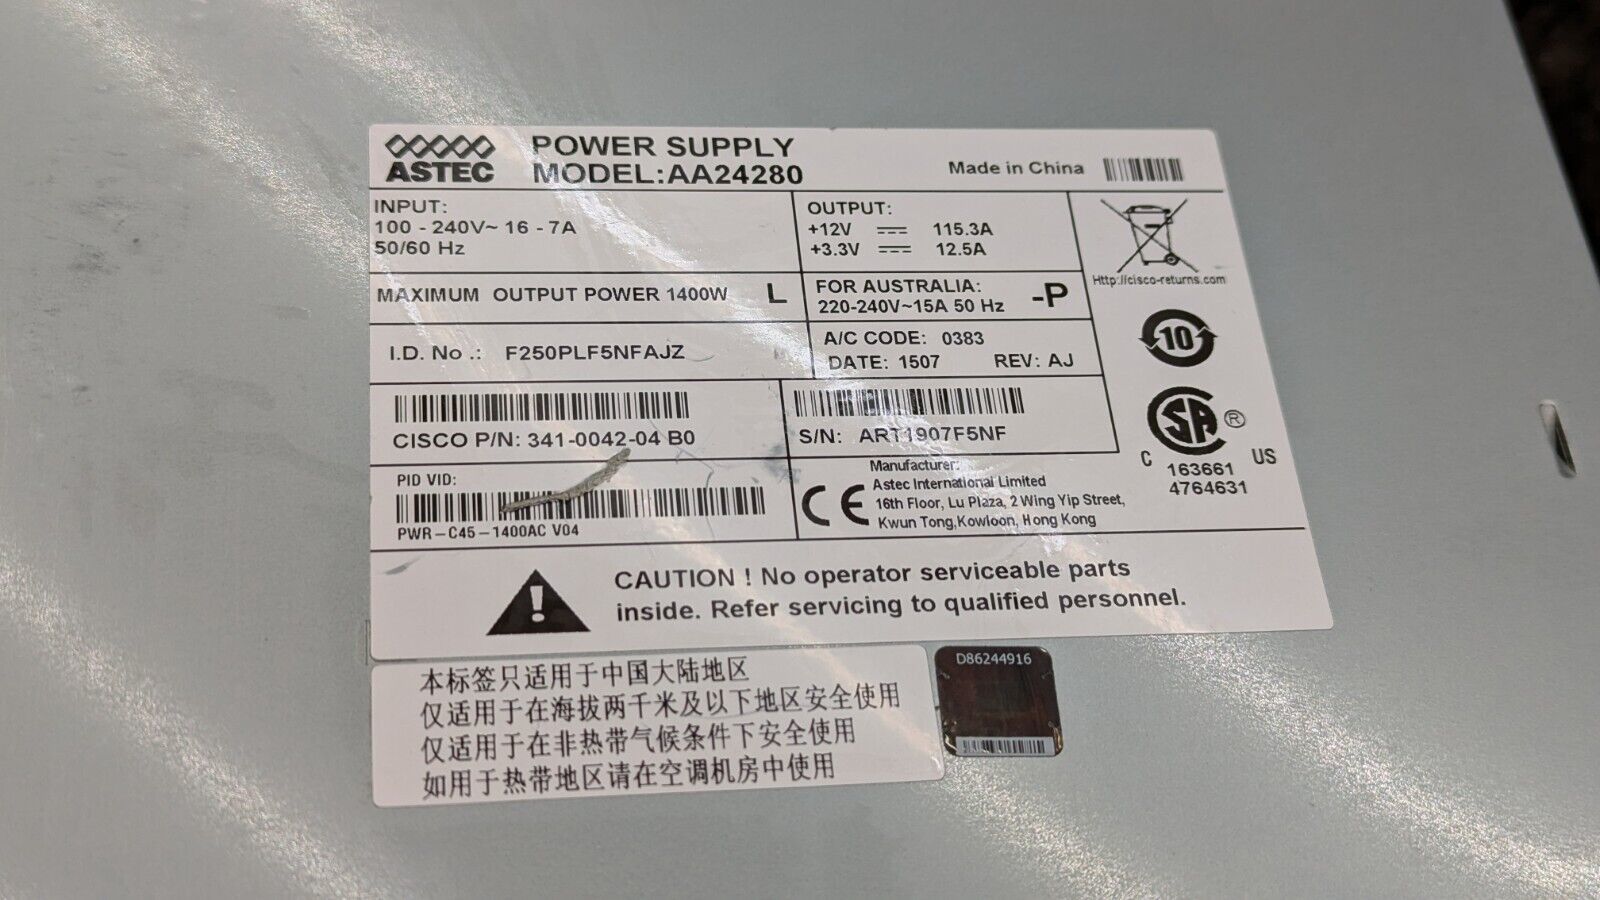 ASTEC
POWER SUPPLY
MODEL:AA24280
Made in China
INPUT:
100 - 240V~ 16 - 7A
50/60 Hz
OUTPUT:
+12V 115.3A
+3.3V 12.5A
Http://cisco-returns.com
MAXIMUM OUTPUT POWER 1400W L
FOR AUSTRALIA:
220-240V~15A 50 Hz -P
I.D. No .: F250PLF5NFAJZ
A/C CODE: 0383
DATE: 1507 REV: AJ
10
CISCO P/N: 341-0042-04 B0
S/N: ART1907F5NF
SA ®
C US
163661
4764631
PID VID:
PWR-C45-1400AC V04
CE
Manufacturer:
Astec International Limited
16th Floor, Lu Plaza, 2 Wing Yip Street,
Kwun Tong,Kowloon, Hong Kong
CAUTION ! No operator serviceable parts
inside. Refer servicing to qualified personnel.
本标签只适用于中国大陆地区
仅适用于在海拔两千米及以下地区安全使用
仅适用于在非热带气候条件下安全使用
如用于热带地区请在空调机房中使用
D86244916